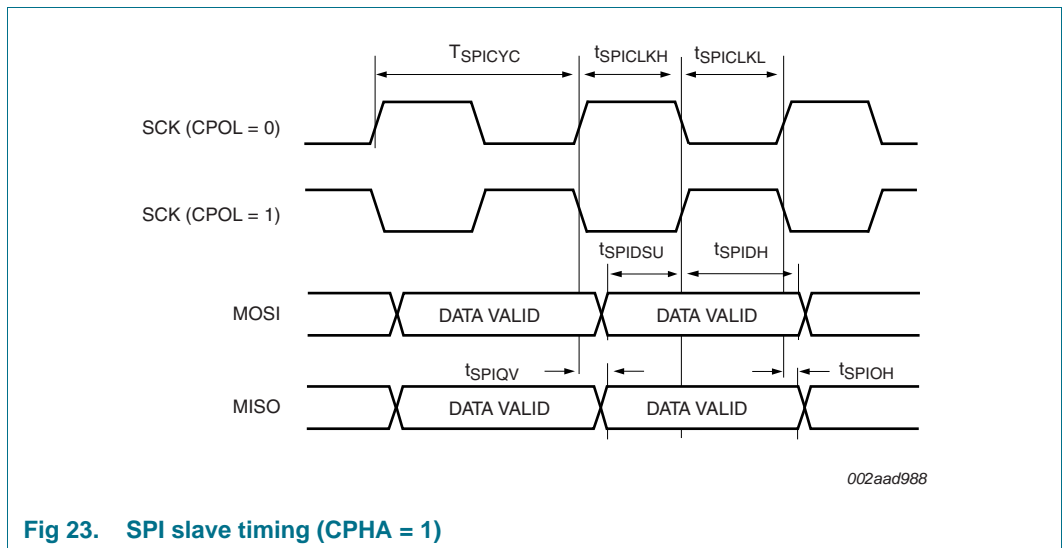 TSPICYC tSPICLKH tSPICLKL
SCK (CPOL = 0)
SCK (CPOL = 1)
tSPIDSU tSPIDH
MOSI DATA VALID DATA VALID
tSPIQV tSPIOH
MISO DATA VALID DATA VALID
002aad988
Fig 23. SPI slave timing (CPHA = 1)